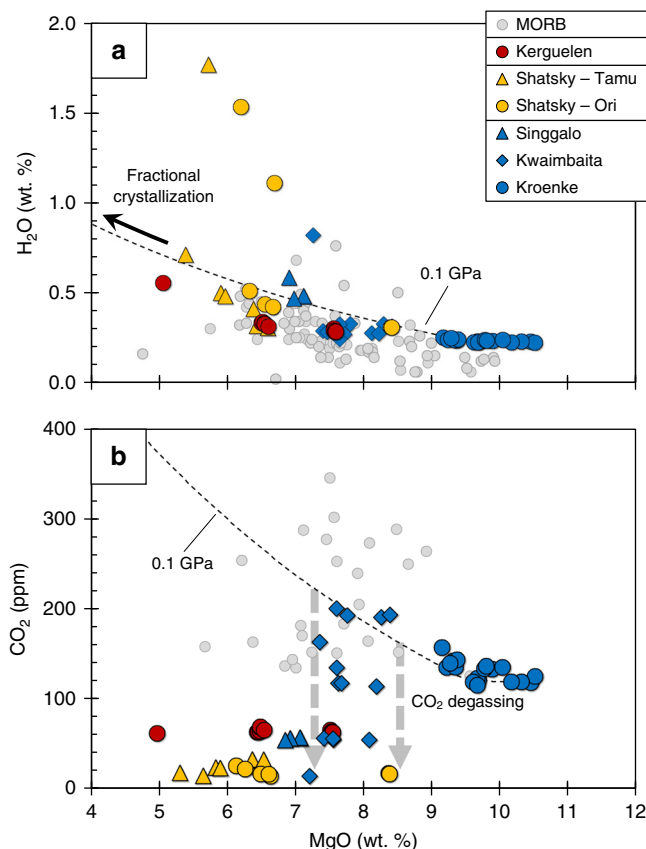 a
2.0
1.5
1.0
0.5
0.0
H₂O (wt. %)
Fractional
crystallization
0.1 GPa
MORB
Kerguelen
Shatsky – Tamu
Shatsky – Ori
Singgalo
Kwaimbaita
Kroenke
b
400
300
200
100
0
CO₂ (ppm)
0.1 GPa
CO₂ degassing
4 5 6 7 8 9 10 11 12
MgO (wt. %)